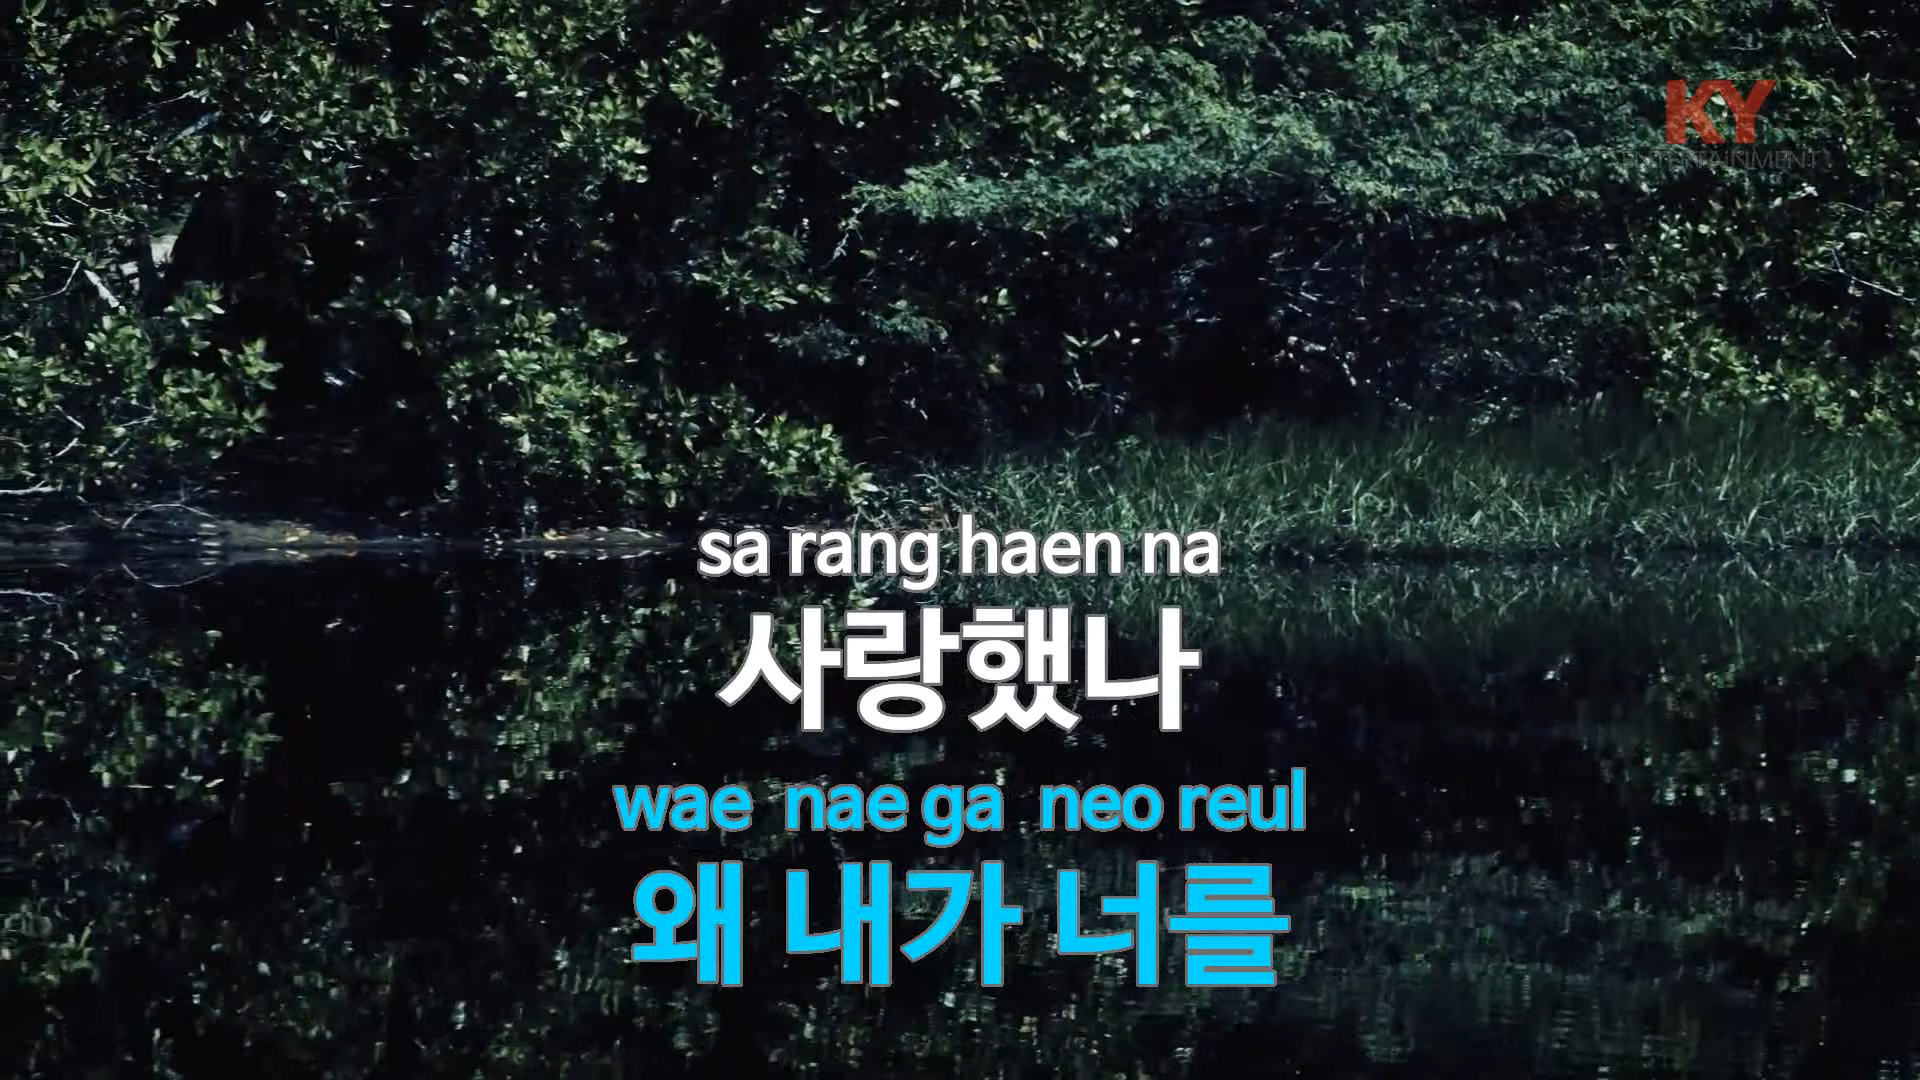 KY
ENTERTAINMENT
sa rang haen na
사랑했나
wae nae ga neo reul
왜 내가 너를